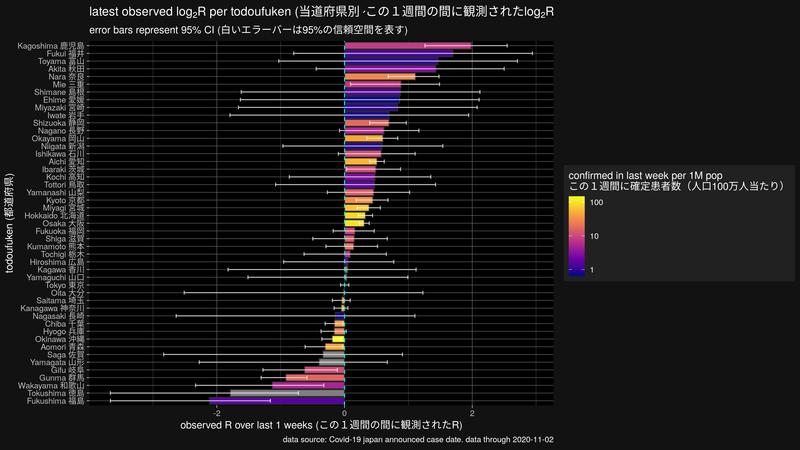 latest observed log₂R per todoufuken (当道府県別 この１週間の間に観測されたlog₂R
error bars represent 95% CI (白いエラーバーは95%の信頼空間を表す)
todoufuken (都道府県)
Kagoshima 鹿児島
Fukui 福井
Toyama 富山
Akita 秋田
Nara 奈良
Mie 三重
Shimane 島根
Ehime 愛媛
Miyazaki 宮崎
Iwate 岩手
Shizuoka 静岡
Nagano 長野
Okayama 岡山
Niigata 新潟
Ishikawa 石川
Aichi 愛知
Ibaraki 茨城
Kochi 高知
Tottori 鳥取
Yamanashi 山梨
Kyoto 京都
Miyagi 宮城
Hokkaido 北海道
Osaka 大阪
Fukuoka 福岡
Shiga 滋賀
Kumamoto 熊本
Tochigi 栃木
Hiroshima 広島
Kagawa 香川
Yamaguchi 山口
Tokyo 東京
Oita 大分
Saitama 埼玉
Kanagawa 神奈川
Nagasaki 長崎
Chiba 千葉
Hyogo 兵庫
Okinawa 沖縄
Aomori 青森
Saga 佐賀
Yamagata 山形
Gifu 岐阜
Gunma 群馬
Wakayama 和歌山
Tokushima 徳島
Fukushima 福島
-2 0 2
observed R over last 1 weeks (この１週間の間に観測されたR)
data source: Covid-19 japan announced case date. data through 2020-11-02
confirmed in last week per 1M pop
この１週間に確定患者数（人口100万人当たり）
100
10
1